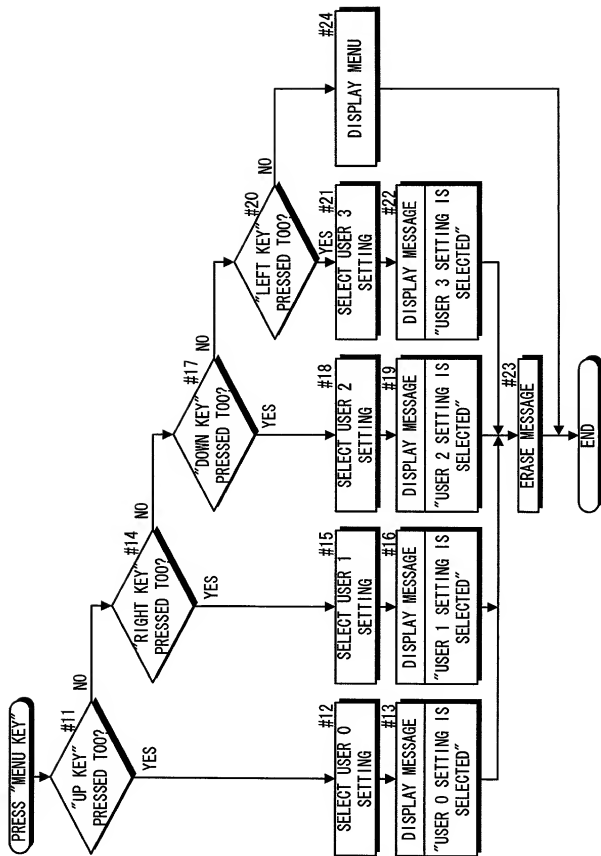 PRESS "MENU KEY"
#11
"UP KEY"
PRESSED TOO?
NO
YES
#12
SELECT USER 0
SETTING
#13
DISPLAY MESSAGE
"USER 0 SETTING IS
SELECTED"
#14
"RIGHT KEY"
PRESSED TOO?
NO
YES
#15
SELECT USER 1
SETTING
#16
DISPLAY MESSAGE
"USER 1 SETTING IS
SELECTED"
#17
"DOWN KEY"
PRESSED TOO?
NO
YES
#18
SELECT USER 2
SETTING
#19
DISPLAY MESSAGE
"USER 2 SETTING IS
SELECTED"
#20
"LEFT KEY"
PRESSED TOO?
NO
YES
#21
SELECT USER 3
SETTING
#22
DISPLAY MESSAGE
"USER 3 SETTING IS
SELECTED"
#24
DISPLAY MENU
#23
ERASE MESSAGE
END